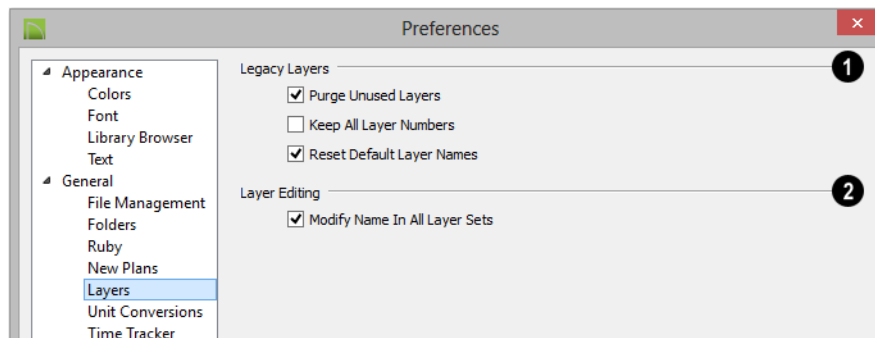 Preferences
Appearance
Colors
Font
Library Browser
Text
General
File Management
Folders
Ruby
New Plans
Layers
Unit Conversions
Time Tracker
Legacy Layers 1
Purge Unused Layers
Keep All Layer Numbers
Reset Default Layer Names
Layer Editing 2
Modify Name In All Layer Sets